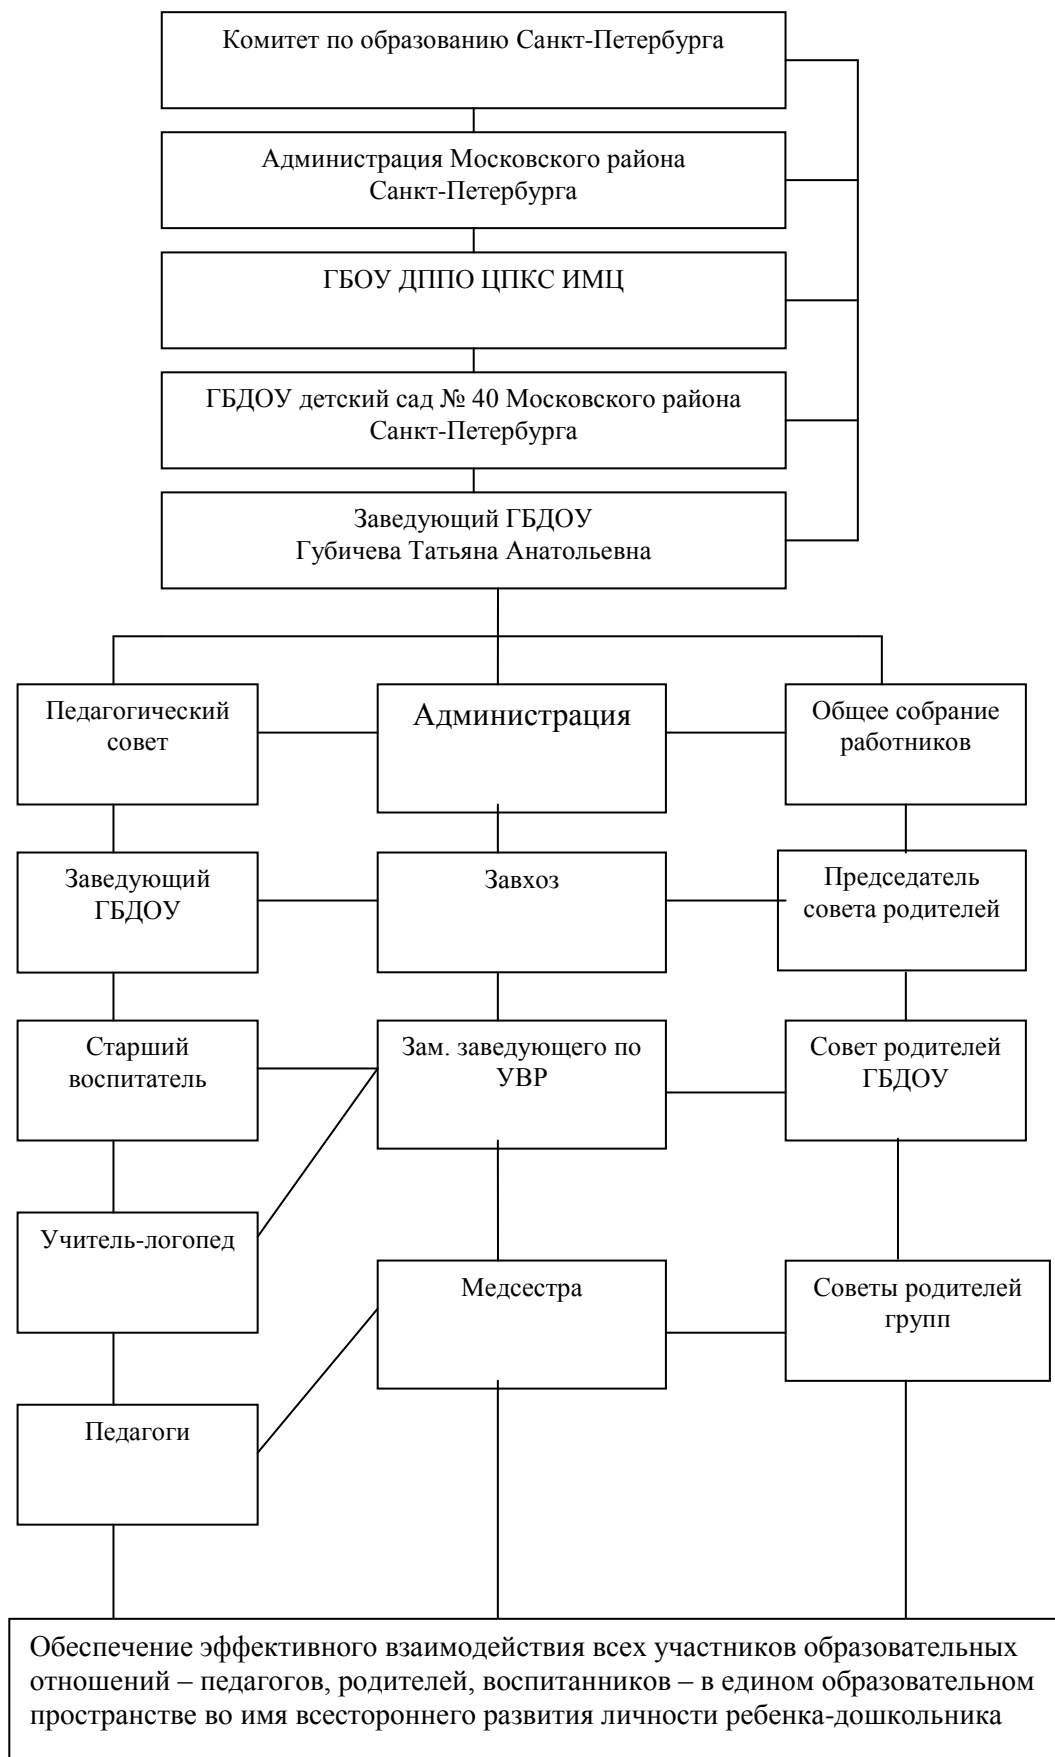 Комитет по образованию Санкт-Петербурга
Администрация Московского района
Санкт-Петербурга
ГБОУ ДППО ЦПКС ИМЦ
ГБДОУ детский сад № 40 Московского района
Санкт-Петербурга
Заведующий ГБДОУ
Губичева Татьяна Анатольевна
Педагогический
совет
Администрация
Общее собрание
работников
Заведующий
ГБДОУ
Завхоз
Председатель
совета родителей
Старший
воспитатель
Зам. заведующего по
УВР
Совет родителей
ГБДОУ
Учитель-логопед
Медсестра
Советы родителей
групп
Педагоги
Обеспечение эффективного взаимодействия всех участников образовательных
отношений – педагогов, родителей, воспитанников – в едином образовательном
пространстве во имя всестороннего развития личности ребенка-дошкольника